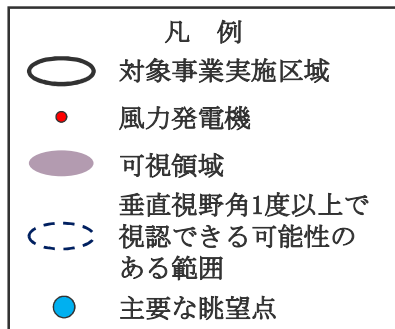 凡 例
対象事業実施区域
風力発電機
可視領域
垂直視野角1度以上で
視認できる可能性の
ある範囲
主要な眺望点